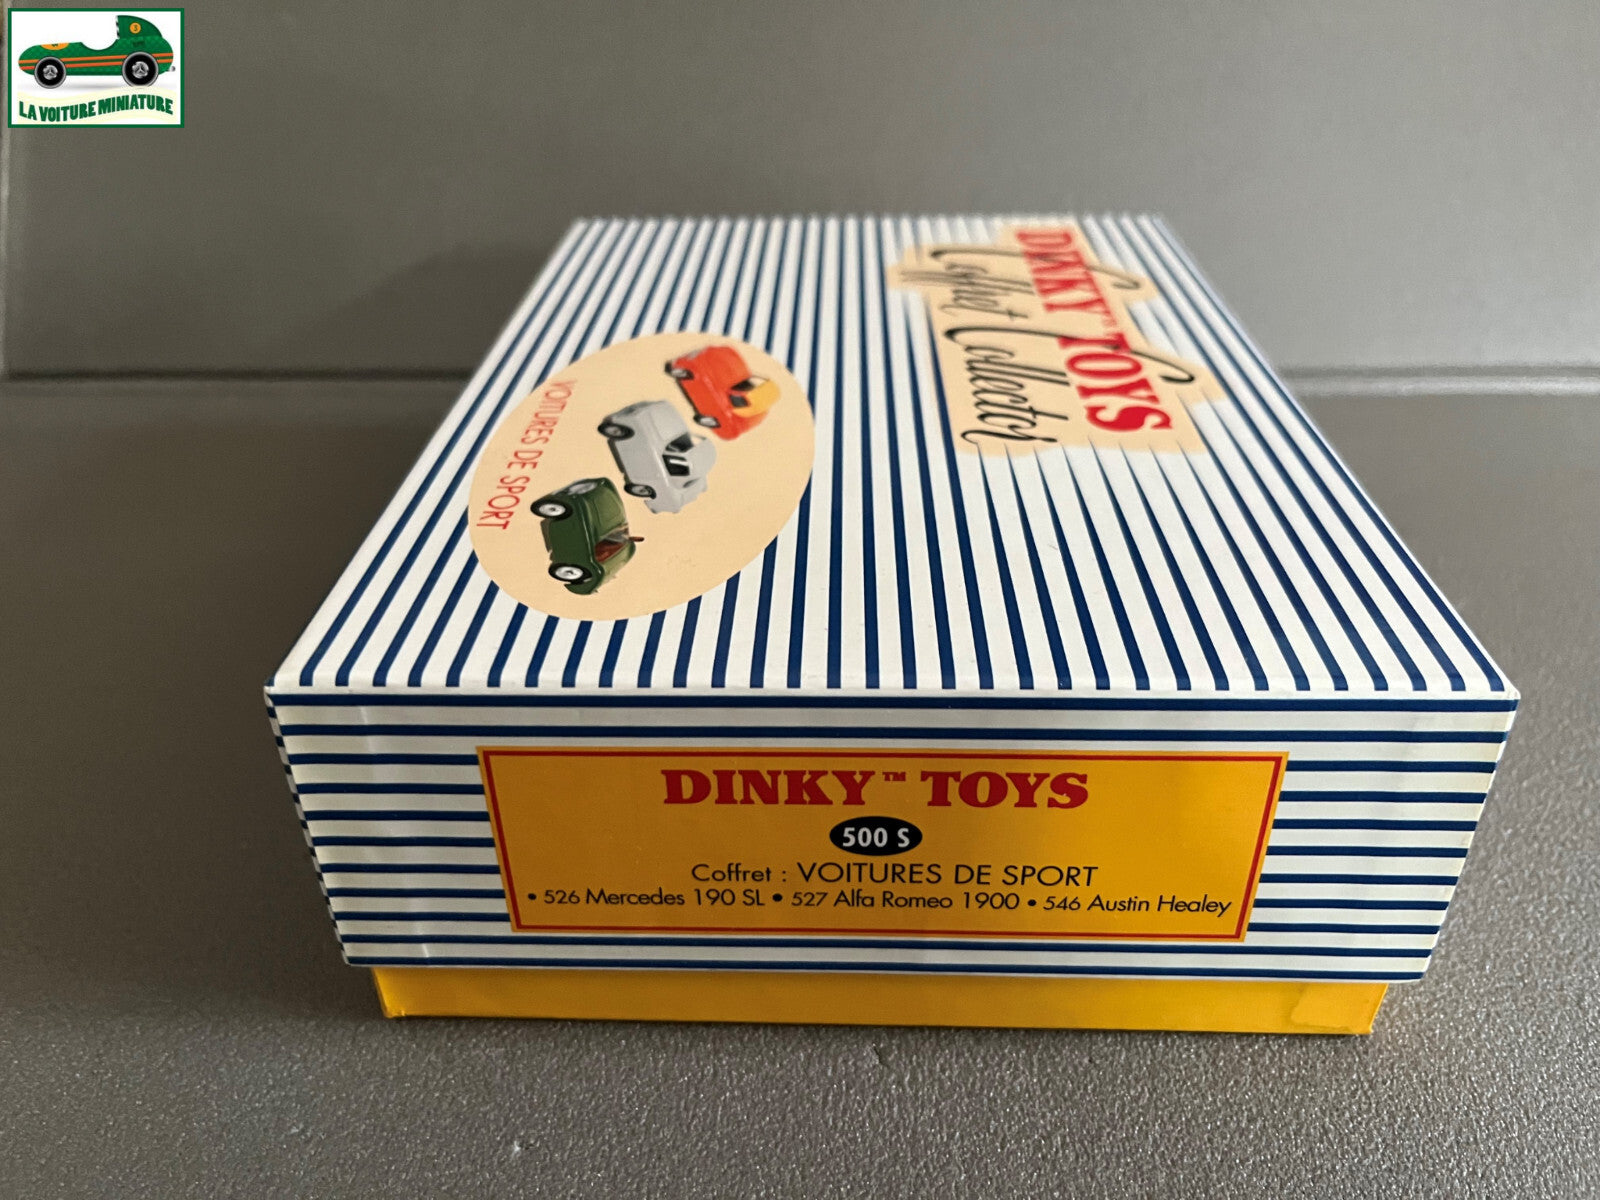 LA VOITURE MINIATURE
DINKY™ TOYS
Coffret Collector
VOITURES DE SPORT
DINKY™ TOYS
500 S
Coffret : VOITURES DE SPORT
• 526 Mercedes 190 SL • 527 Alfa Romeo 1900 • 546 Austin Healey